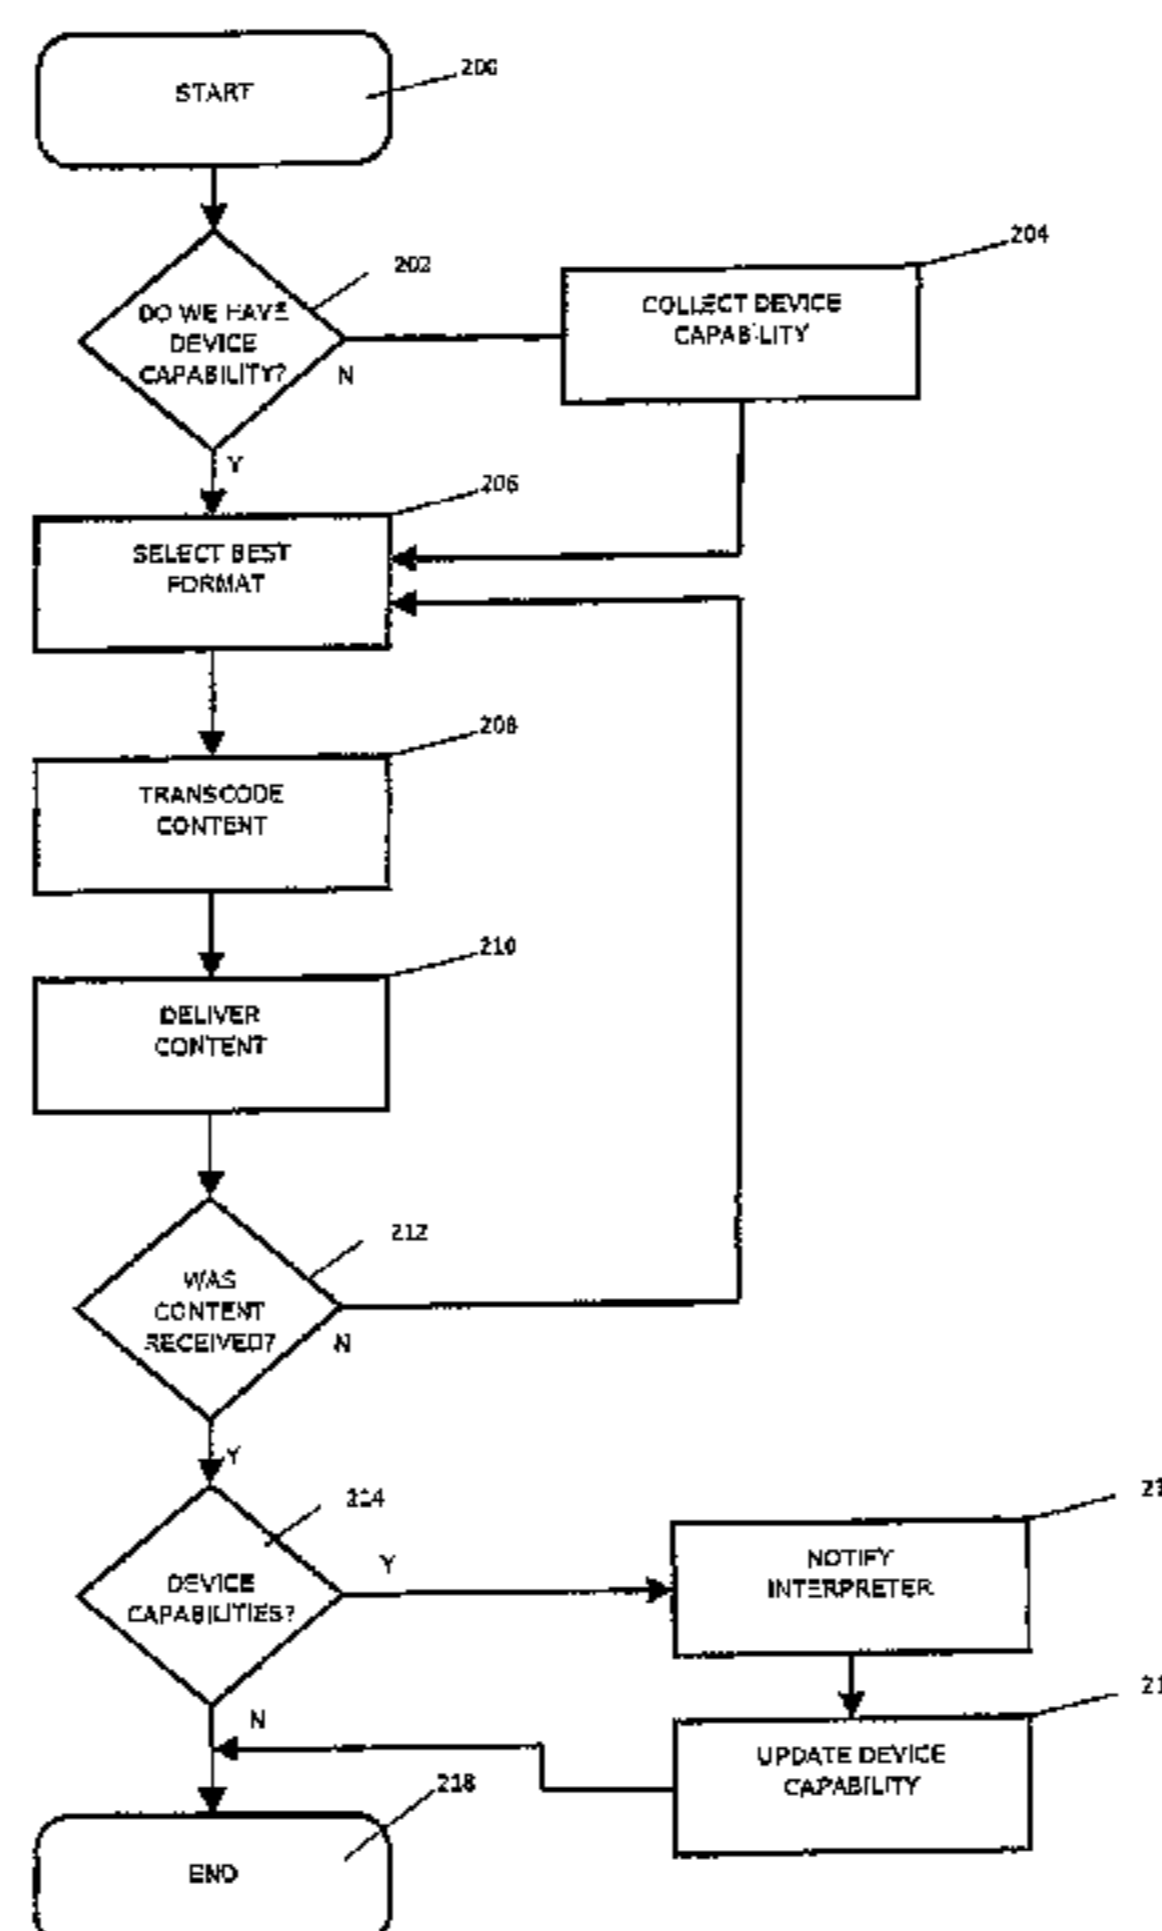 START
200
DO WE HAVE
DEVICE
CAPABILITY?
202
N
COLLECT DEVICE
CAPABILITY
204
Y
SELECT BEST
FORMAT
206
TRANSCODE
CONTENT
208
DELIVER
CONTENT
210
WAS
CONTENT
RECEIVED?
212
N
Y
DEVICE
CAPABILITIES?
214
Y
NOTIFY
INTERPRETER
N
UPDATE DEVICE
CAPABILITY
21
END
218